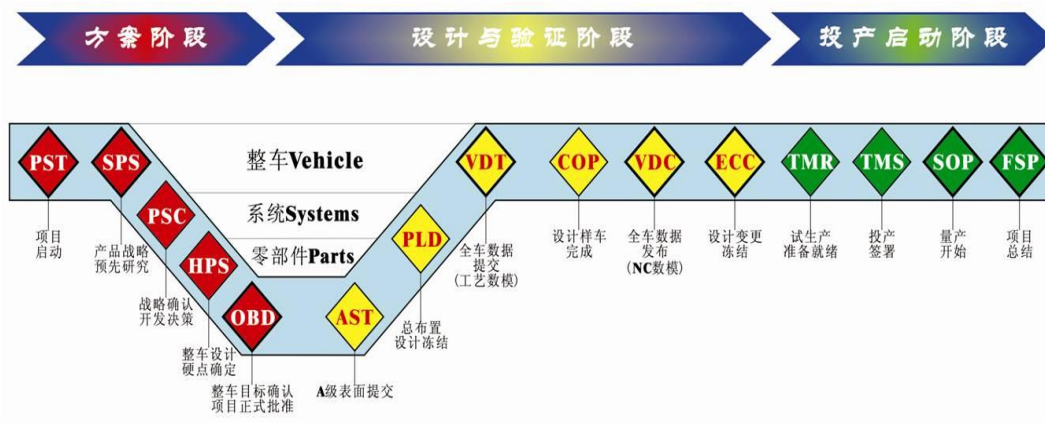 方案阶段
设计与验证阶段
投产启动阶段
PST
项目
启动
SPS
产品战略
预先研究
PSC
战略确认
开发决策
HPS
整车设计
硬点确定
OBD
整车目标确认
项目正式批准
整车Vehicle
系统Systems
零部件Parts
AST
A级表面提交
PLD
总布置
设计冻结
VDT
全车数据
提交
(工艺数模)
COP
设计样车
完成
VDC
全车数据
发布
(NC数模)
ECC
设计变更
冻结
TMR
试生产
准备就绪
TMS
投产
签署
SOP
量产
开始
FSP
项目
总结